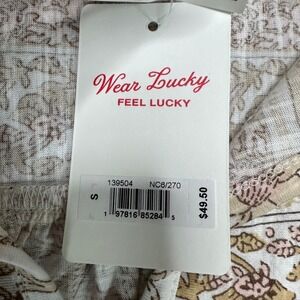 Wear Lucky
FEEL LUCKY
139504 NC8/270
S
1 97816 85284 5
$49.50